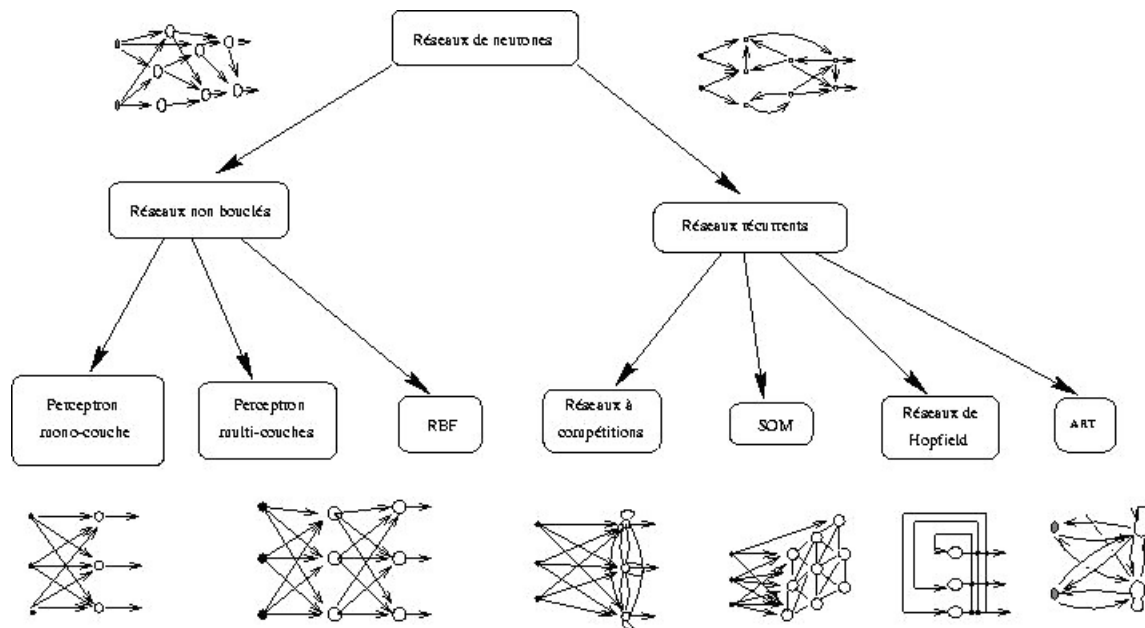 Réseaux de neurones
Réseaux non bouclés
Réseaux récurrents
Perceptron
mono-couche
Perceptron
multi-couches
RBF
Réseaux à
compétitions
SOM
Réseaux de
Hopfield
ART